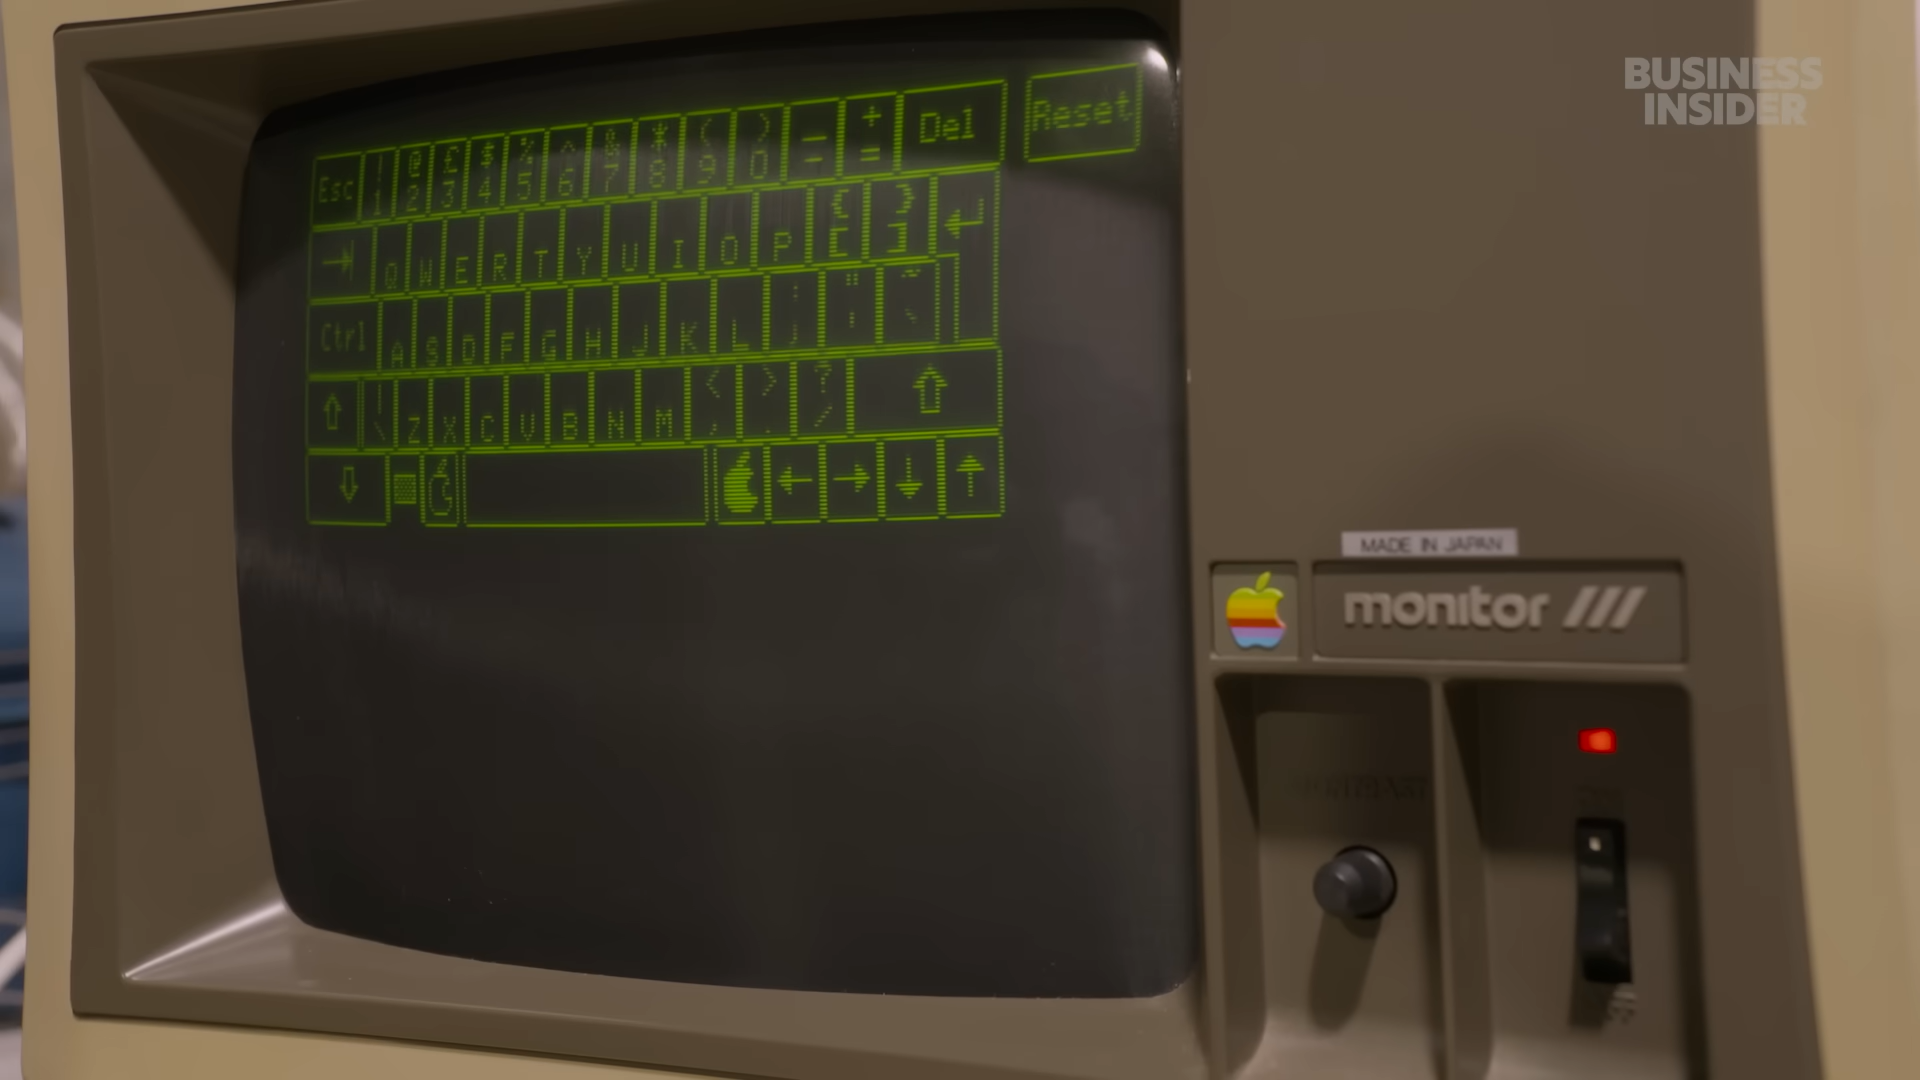 BUSINESS
INSIDER
Reset
Esc ! 1 @ 2 £ 3 $ 4 % 5 ^ 6 & 7 * 8 ( 9 ) 0 _ - + = Del
Q W E R T Y U I O P { [ } ]
Ctrl A S D F G H J K L : ; " ' ~ `
| \ Z X C V B N M < , > . ? /
MADE IN JAPAN
monitor ///
CONTRAST